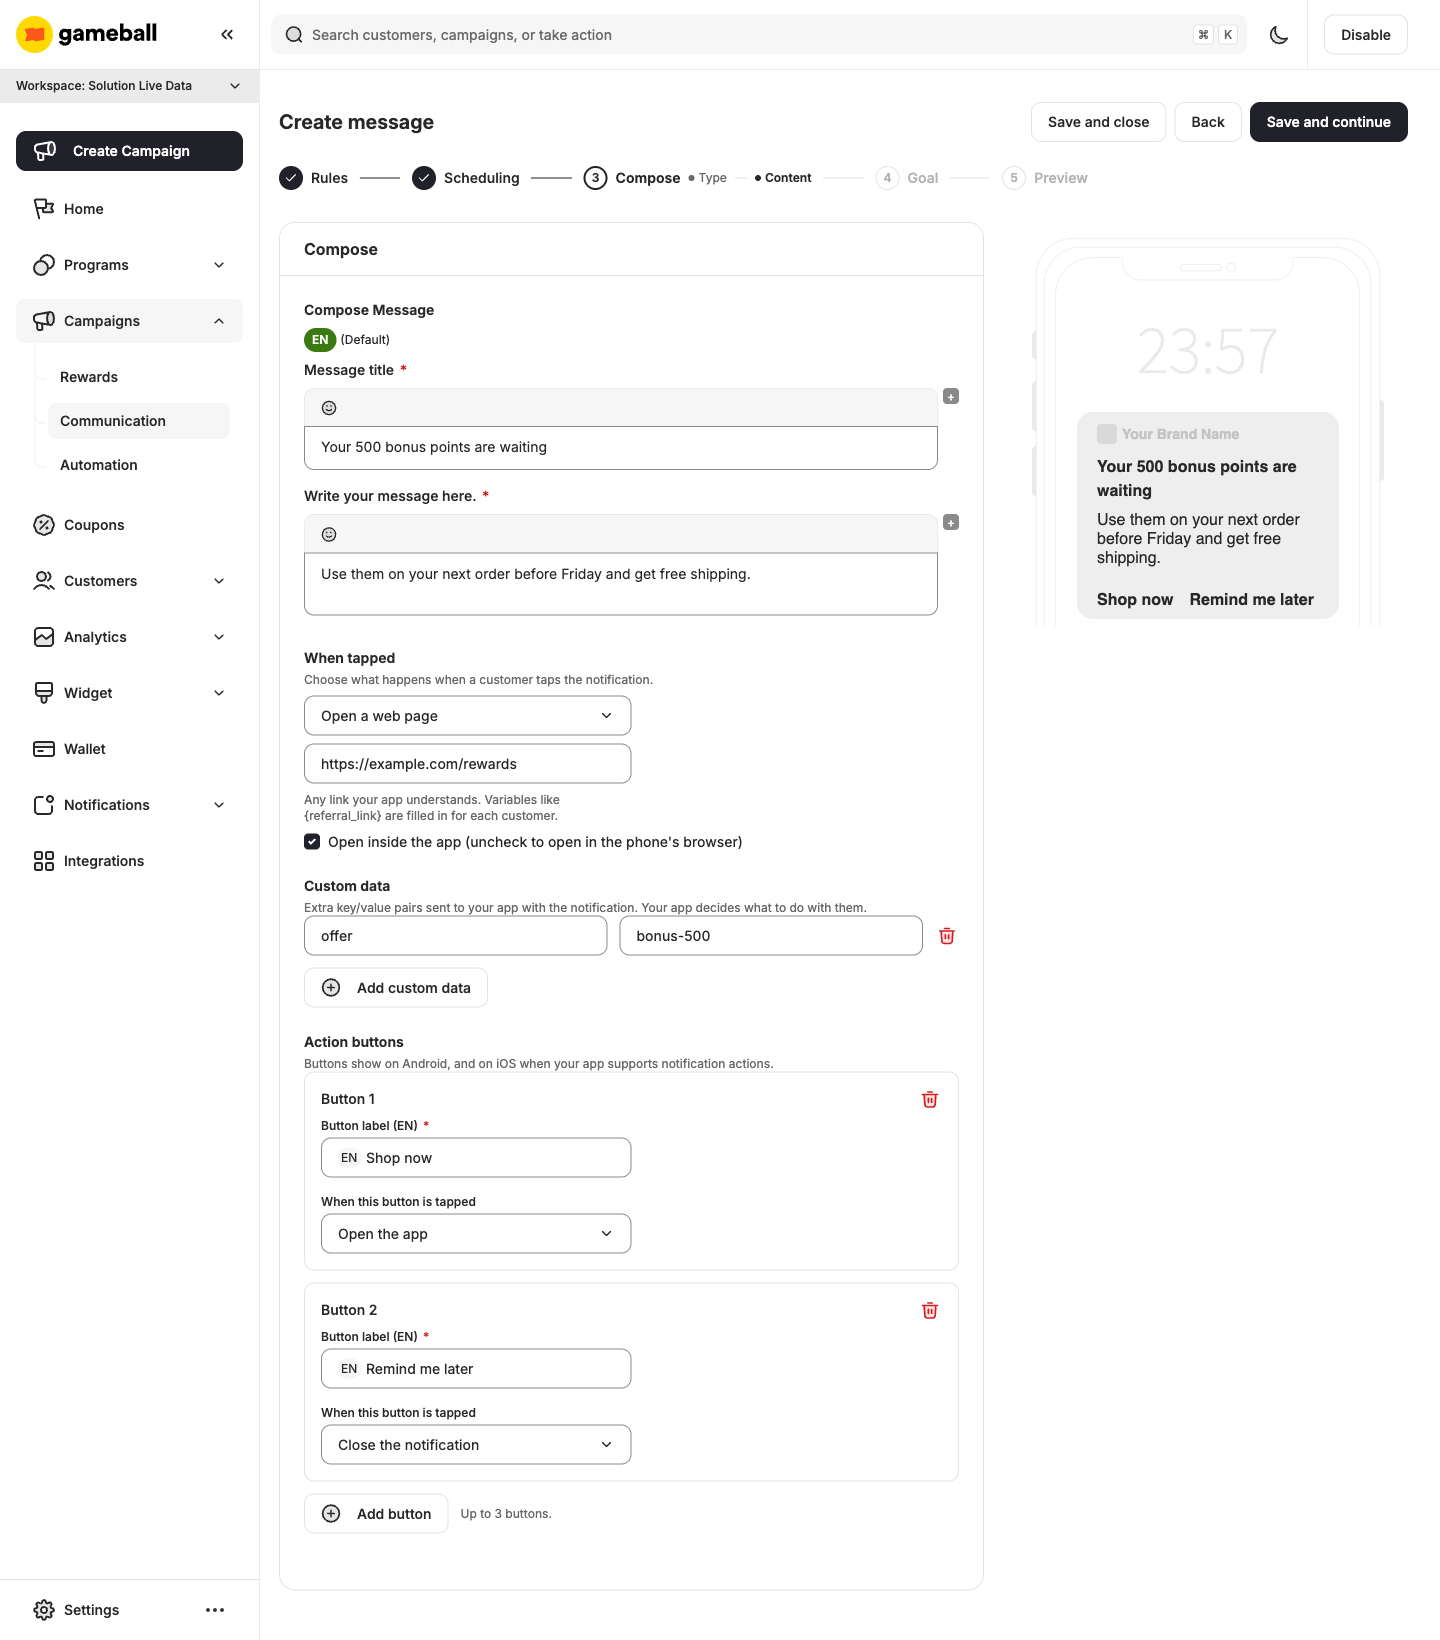 gameball
Search customers, campaigns, or take action
⌘ K
Disable
Workspace: Solution Live Data
Create Campaign
Home
Programs
Campaigns
Rewards
Communication
Automation
Coupons
Customers
Analytics
Widget
Wallet
Notifications
Integrations
Settings
Create message
Save and close
Back
Save and continue
Rules
Scheduling
3 Compose
Type
Content
4 Goal
5 Preview
Compose
Compose Message
EN (Default)
Message title *
Your 500 bonus points are waiting
Write your message here. *
Use them on your next order before Friday and get free shipping.
When tapped
Choose what happens when a customer taps the notification.
Open a web page
https://example.com/rewards
Any link your app understands. Variables like
{referral_link} are filled in for each customer.
Open inside the app (uncheck to open in the phone's browser)
Custom data
Extra key/value pairs sent to your app with the notification. Your app decides what to do with them.
offer
bonus-500
Add custom data
Action buttons
Buttons show on Android, and on iOS when your app supports notification actions.
Button 1
Button label (EN) *
EN Shop now
When this button is tapped
Open the app
Button 2
Button label (EN) *
EN Remind me later
When this button is tapped
Close the notification
Add button
Up to 3 buttons.
23:57
Your Brand Name
Your 500 bonus points are
waiting
Use them on your next order
before Friday and get free
shipping.
Shop now Remind me later